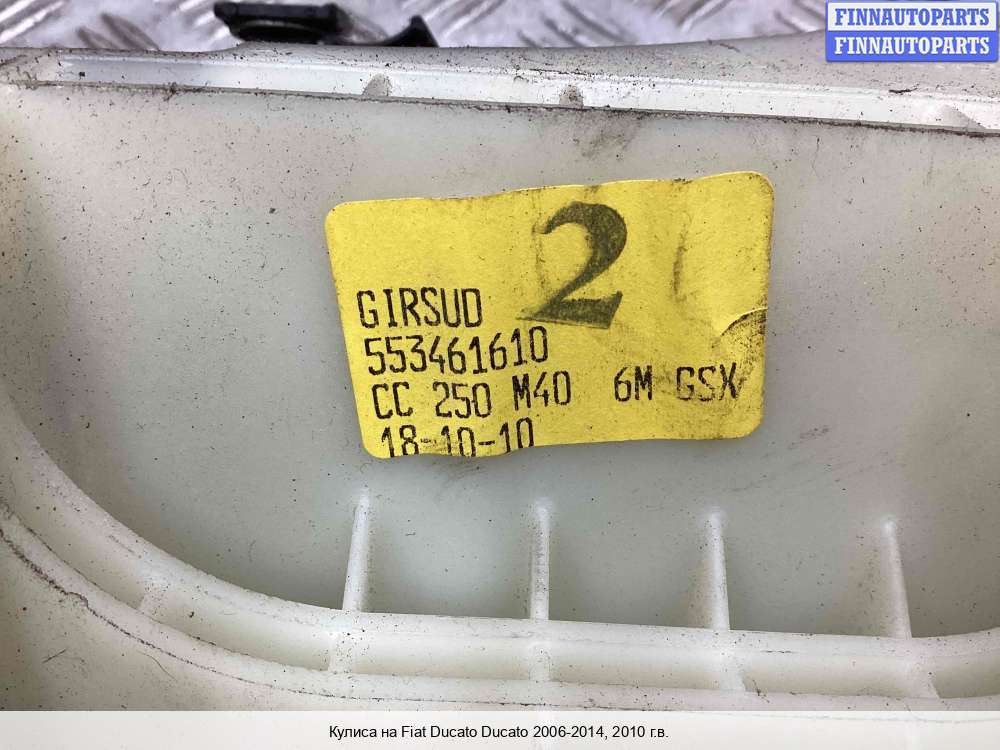 FINNAUTOPARTS
FINNAUTOPARTS
2
GIRSUD
553461610
CC 250 M40 6M GSX
18-10-10
Кулиса на Fiat Ducato Ducato 2006-2014, 2010 г.в.